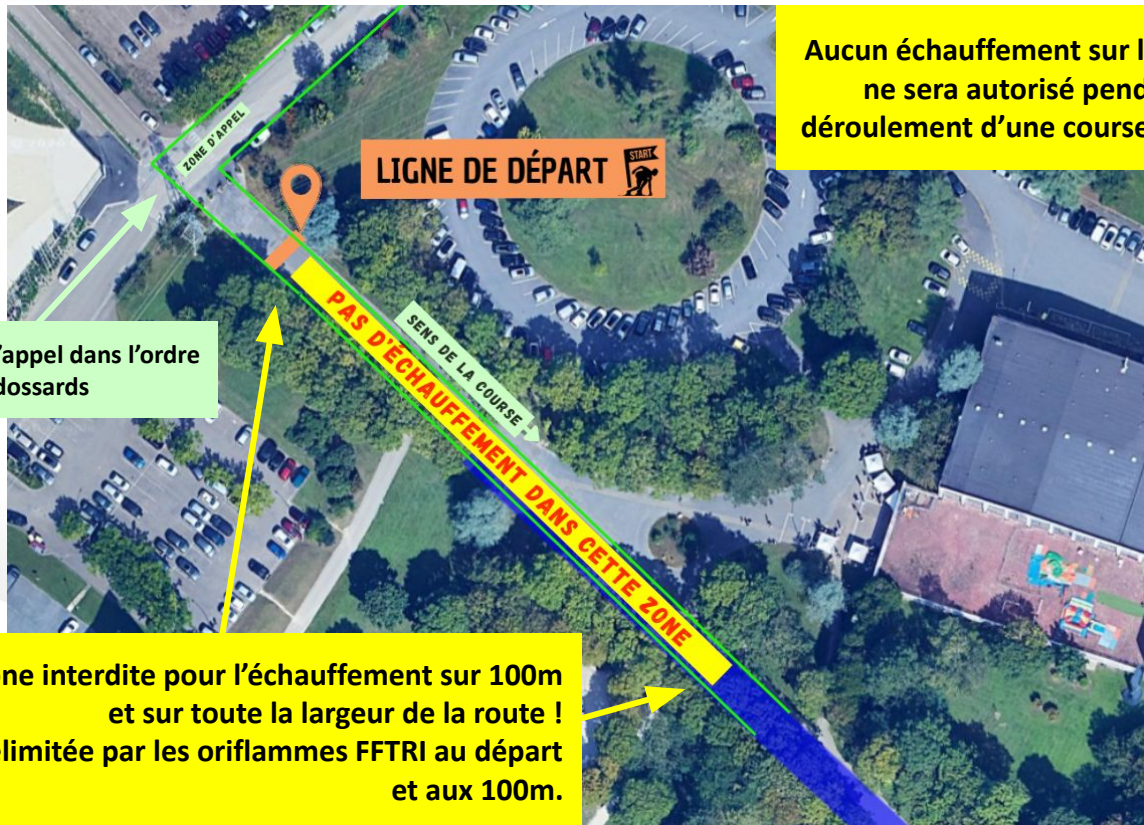 Aucun échauffement sur l
ne sera autorisé pend
déroulement d’une course
ZONE D'APPEL
LIGNE DE DÉPART
START
PAS D'ÉCHAUFFEMENT DANS CETTE ZONE
SENS DE LA COURSE
’appel dans l’ordre
dossards
ne interdite pour l’échauffement sur 100m
et sur toute la largeur de la route !
limitée par les oriflammes FFTRI au départ
et aux 100m.